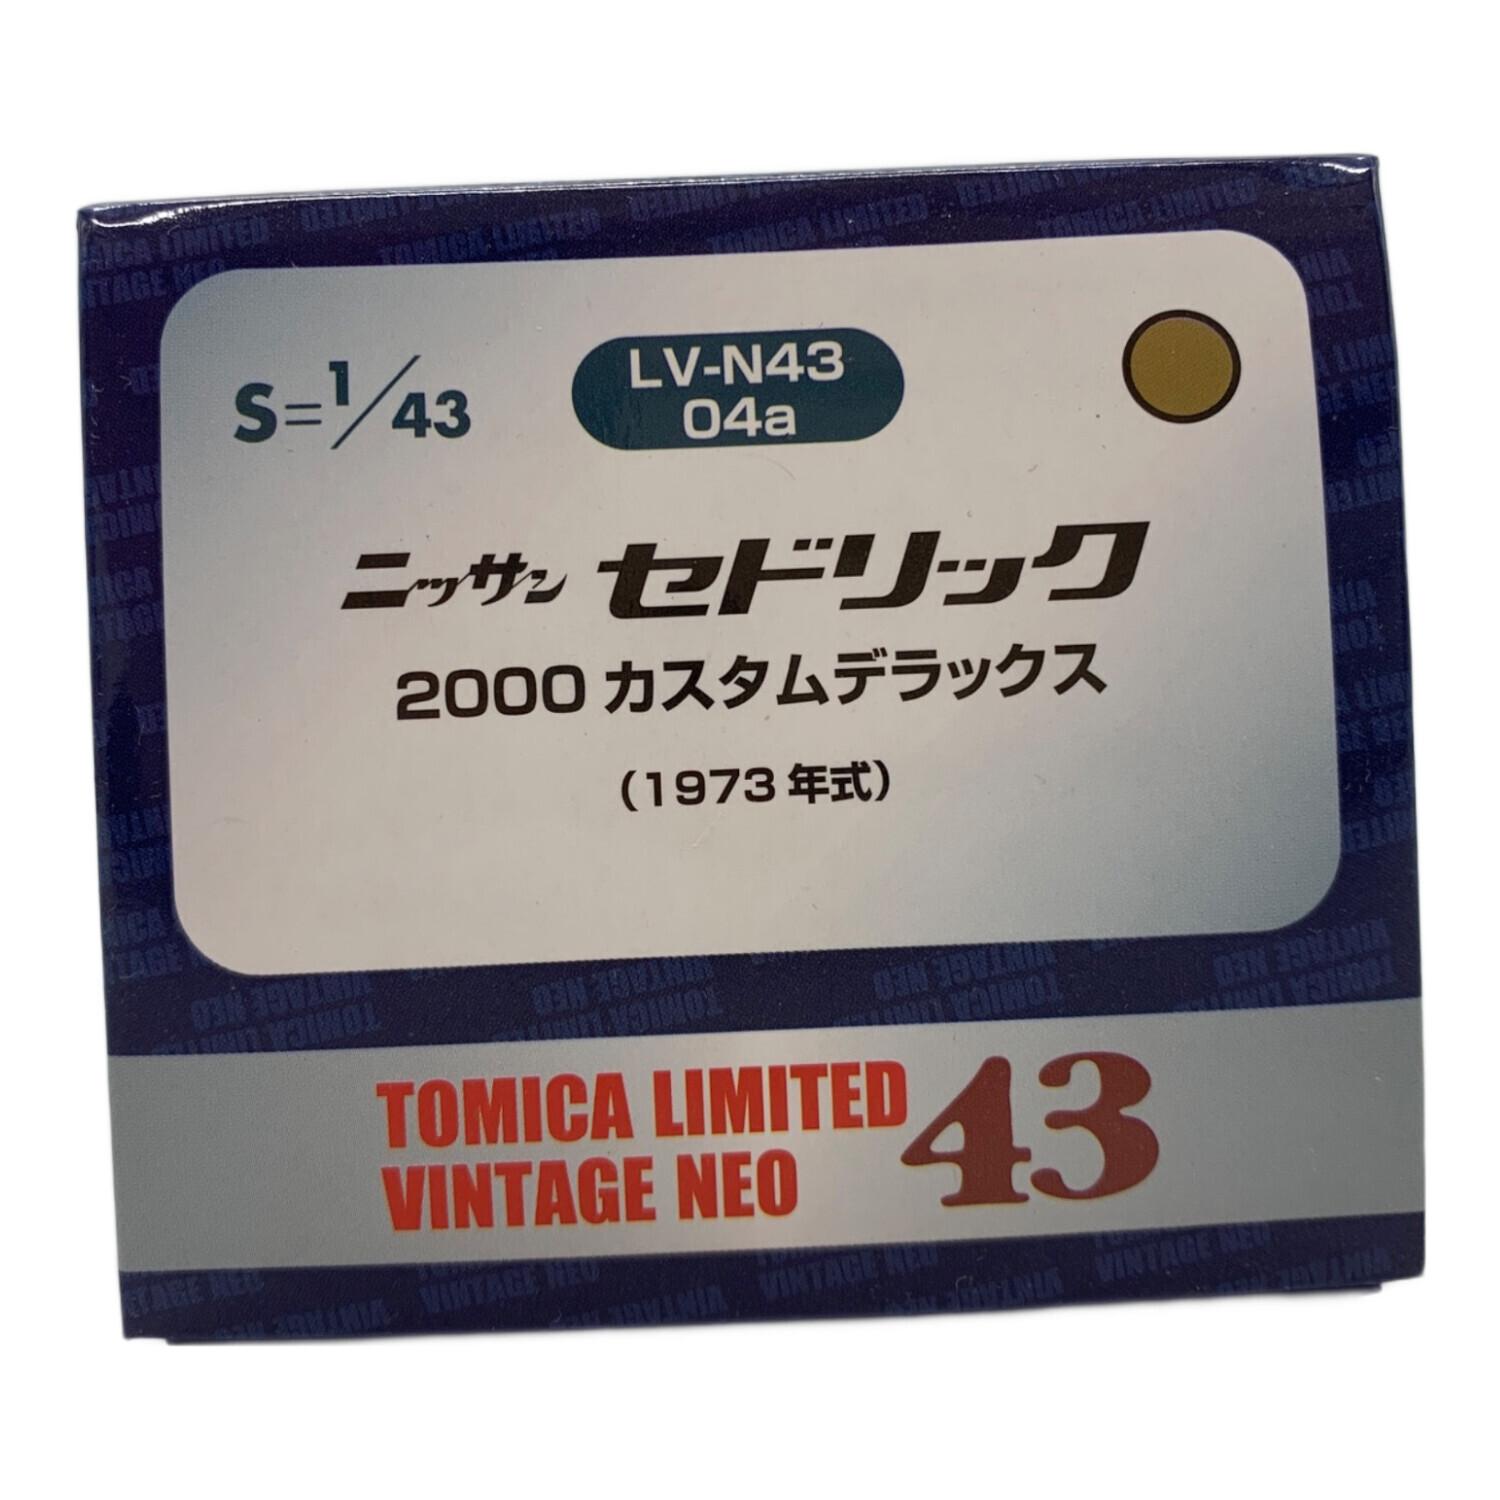 S=1/43
LV-N43
04a
ニッサン セドリック
2000 カスタムデラックス
（1973 年式）
TOMICA LIMITED
VINTAGE NEO
43